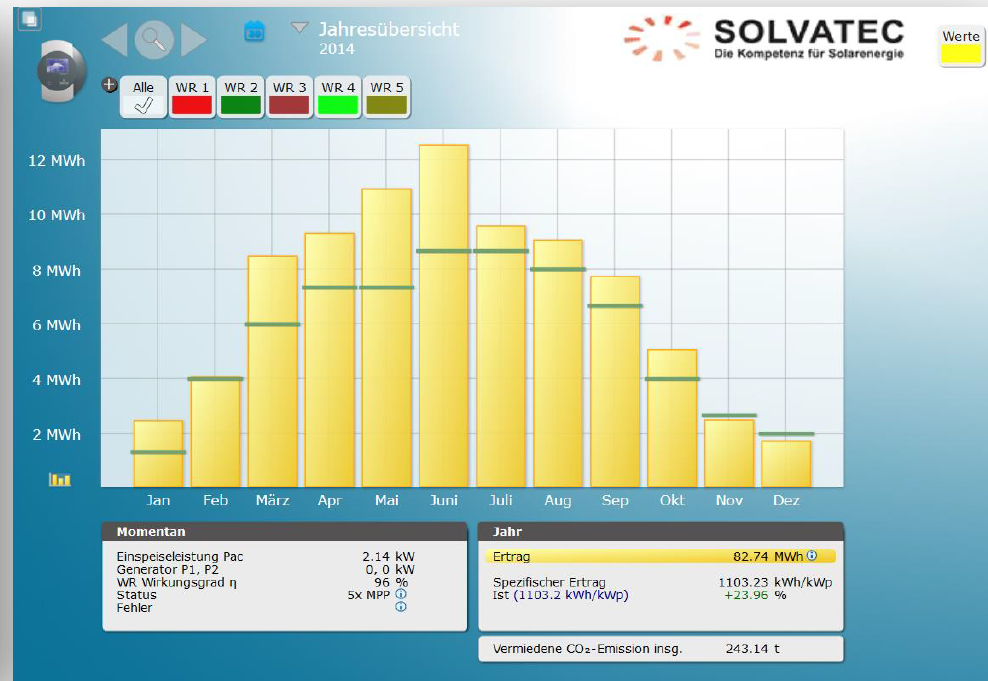 Jahresübersicht
2014
SOLVATEC
Die Kompetenz für Solarenergie
Werte
20
Alle WR 1 WR 2 WR 3 WR 4 WR 5
12 MWh
10 MWh
8 MWh
6 MWh
4 MWh
2 MWh
Jan Feb März Apr Mai Juni Juli Aug Sep Okt Nov Dez
Momentan
Einspeiseleistung Pac 2.14 kW
Generator P1, P2 0, 0 kW
WR Wirkungsgrad η 96 %
Status 5x MPP
Fehler
Jahr
Ertrag 82.74 MWh
Spezifischer Ertrag 1103.23 kWh/kWp
Ist (1103.2 kWh/kWp) +23.96 %
Vermiedene CO₂-Emission insg. 243.14 t